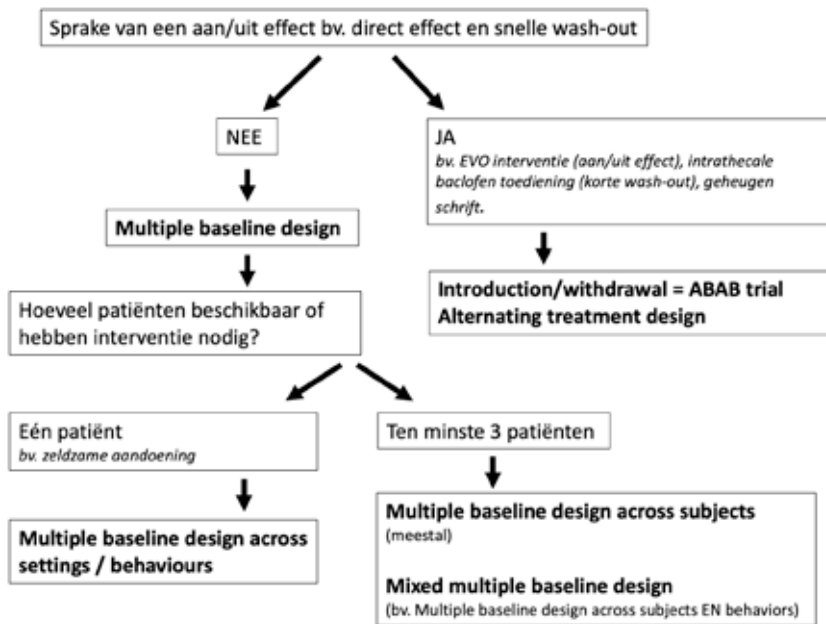 Sprake van een aan/uit effect bv. direct effect en snelle wash-out
NEE
JA
bv. EVO interventie (aan/uit effect), intrathecale
baclofen toediening (korte wash-out), geheugen
schrift.
Multiple baseline design
Introduction/withdrawal = ABAB trial
Alternating treatment design
Hoeveel patiënten beschikbaar of
hebben interventie nodig?
Eén patiënt
bv. zeldzame aandoening
Ten minste 3 patiënten
Multiple baseline design across
settings / behaviours
Multiple baseline design across subjects
(meestal)
Mixed multiple baseline design
(bv. Multiple baseline design across subjects EN behaviors)